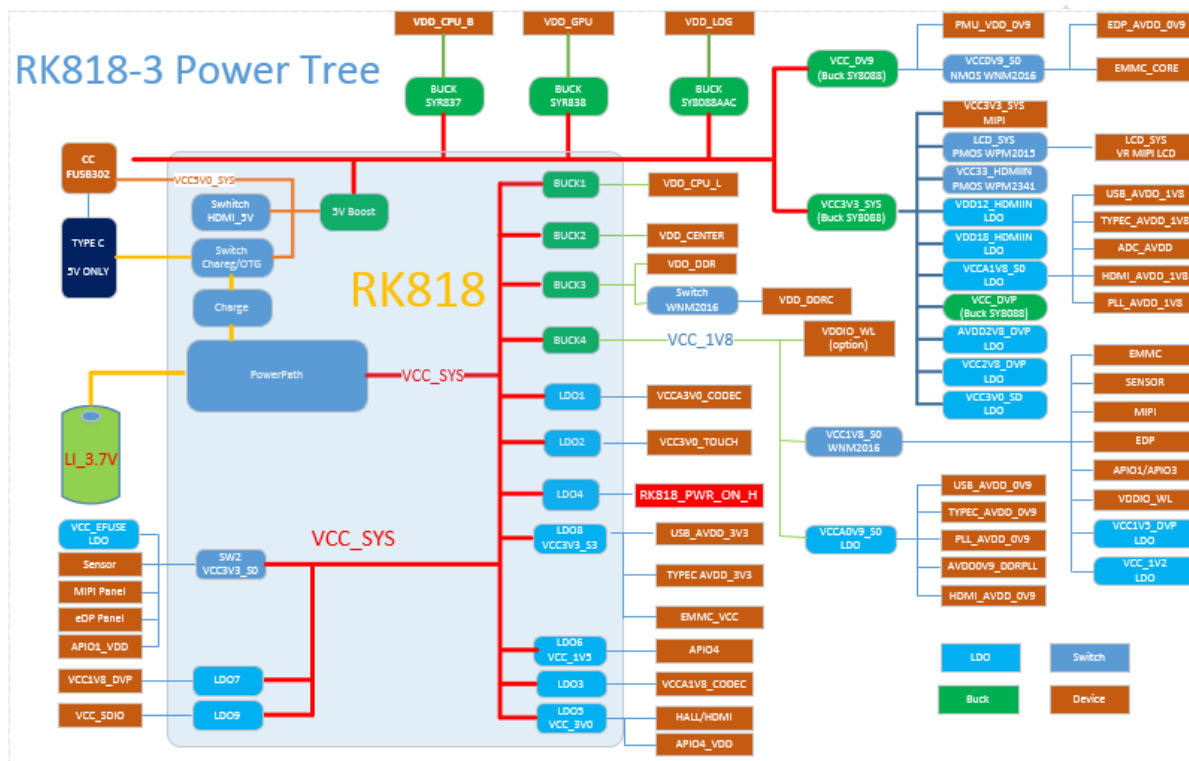 RK818-3 Power Tree
VDD_CPU_B
VDD_GPU
VDD_LOG
BUCK
SYR837
BUCK
SYR838
BUCK
SY8088AAC
VCC_0V9
(Buck SY8088)
PMU_VDD_0V9
VCC0V9_S0
NMOS WNM2016
EDP_AVDD_0V9
EMMC_CORE
CC
FUSB302
VCC5V0_SYS
TYPE C
5V ONLY
Swhitch
HDMI_5V
5V Boost
Switch
Chareg/OTG
Charge
PowerPath
LI_3.7V
RK818
VCC_SYS
VCC_SYS
BUCK1
VDD_CPU_L
BUCK2
VDD_CENTER
BUCK3
VDD_DDR
Switch
WNM2016
VDD_DDRC
BUCK4
VCC_1V8
VDDIO_WL
(option)
LDO1
VCCA3V0_CODEC
LDO2
VCC3V0_TOUCH
LDO4
RK818_PWR_ON_H
LDO8
VCC3V3_S3
USB_AVDD_3V3
TYPEC AVDD_3V3
EMMC_VCC
LDO6
VCC_1V5
APIO4
LDO3
VCCA1V8_CODEC
LDO5
VCC_3V0
HALL/HDMI
APIO4_VDD
VCC_EFUSE
LDO
Sensor
MIPI Panel
eDP Panel
APIO1_VDD
SW2
VCC3V3_S0
VCC1V8_DVP
LDO7
VCC_SDIO
LDO9
VCC3V3_SYS
(Buck SY8088)
VCC3V3_SYS
MIPI
LCD_SYS
PMOS WPM2015
LCD_SYS
VR MIPI LCD
VCC33_HDMIIN
PMOS WPM2341
VDD12_HDMIIN
LDO
VDD18_HDMIIN
LDO
VCCA1V8_S0
LDO
VCC_DVP
(Buck SY8088)
AVDD2V8_DVP
LDO
VCC2V8_DVP
LDO
VCC3V0_SD
LDO
USB_AVDD_1V8
TYPEC_AVDD_1V8
ADC_AVDD
HDMI_AVDD_1V8
PLL_AVDD_1V8
VCC1V8_S0
WNM2016
EMMC
SENSOR
MIPI
EDP
APIO1/APIO3
VDDIO_WL
VCC1V5_DVP
LDO
VCC_1V2
LDO
VCCA0V9_S0
LDO
USB_AVDD_0V9
TYPEC_AVDD_0V9
PLL_AVDD_0V9
AVDD0V9_DDRPLL
HDMI_AVDD_0V9
LDO
Switch
Buck
Device